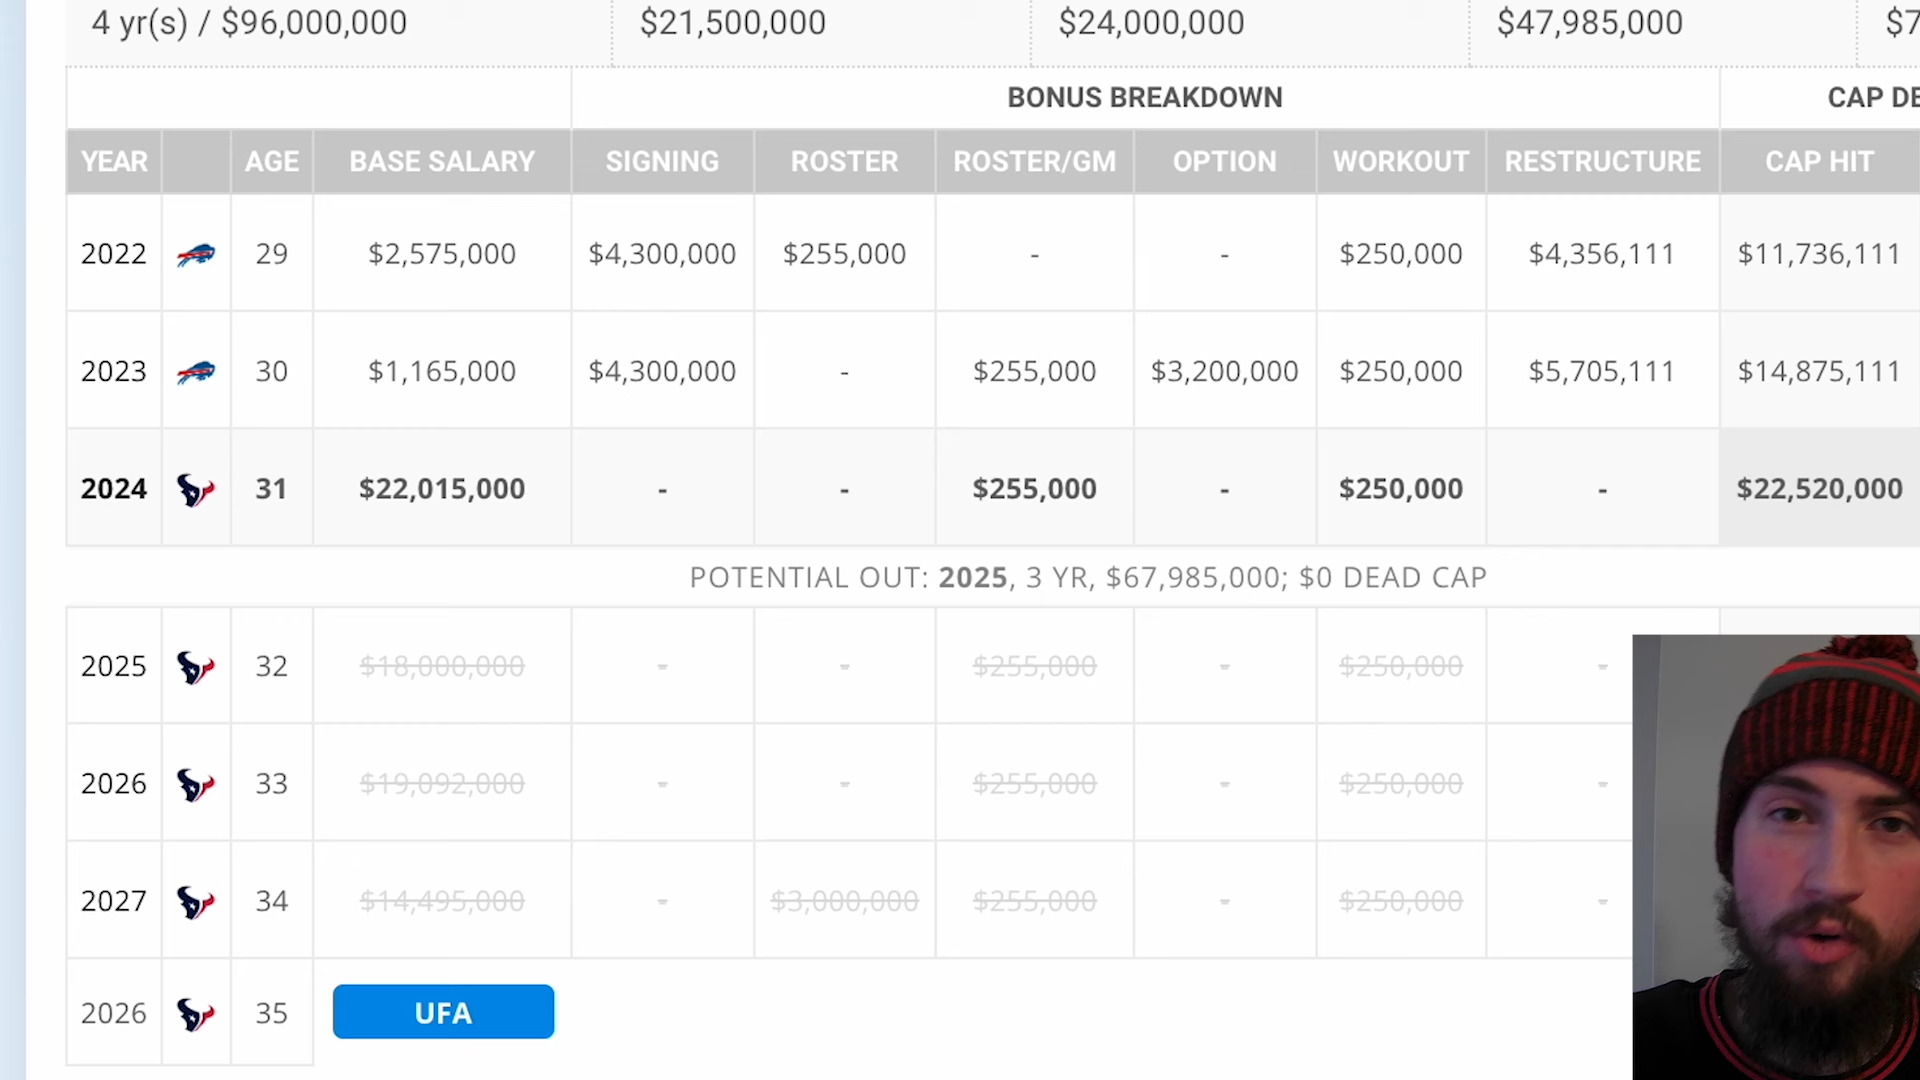 4 yr(s) / $96,000,000 $21,500,000 $24,000,000 $47,985,000 $7
BONUS BREAKDOWN CAP DE
YEAR AGE BASE SALARY SIGNING ROSTER ROSTER/GM OPTION WORKOUT RESTRUCTURE CAP HIT
2022 29 $2,575,000 $4,300,000 $255,000 - - $250,000 $4,356,111 $11,736,111
2023 30 $1,165,000 $4,300,000 - $255,000 $3,200,000 $250,000 $5,705,111 $14,875,111
2024 31 $22,015,000 - - $255,000 - $250,000 - $22,520,000
POTENTIAL OUT: 2025, 3 YR, $67,985,000; $0 DEAD CAP
2025 32 $18,000,000 - - $255,000 - $250,000 -
2026 33 $19,092,000 - - $255,000 - $250,000 -
2027 34 $14,495,000 - $3,000,000 $255,000 - $250,000 -
2026 35 UFA